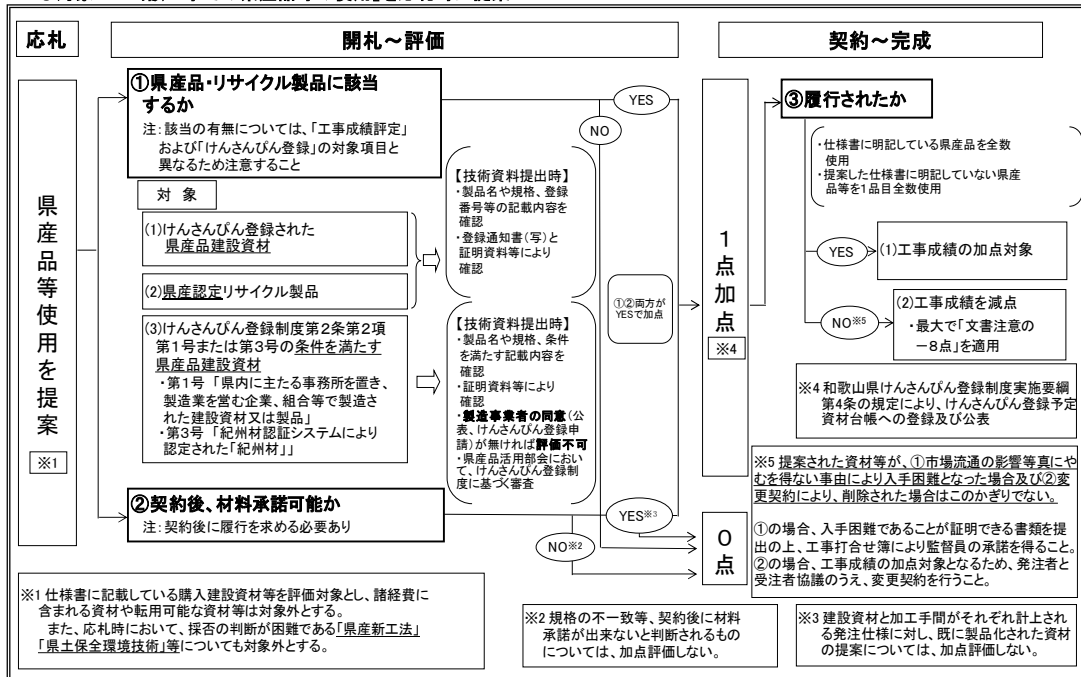 応札
開札～評価
契約～完成
県産品等使用を提案
※1
①県産品・リサイクル製品に該当
するか
注：該当の有無については、「工事成績評定」
および「けんさんぴん登録」の対象項目と
異なるため注意すること
対 象
(1)けんさんぴん登録された
県産品建設資材
(2)県産認定リサイクル製品
(3)けんさんぴん登録制度第2条第2項
第1号または第3号の条件を満たす
県産品建設資材
・第1号 「県内に主たる事務所を置き、
製造業を営む企業、組合等で製造さ
れた建設資材又は製品」
・第3号 「紀州材認証システムにより
認定された「紀州材」」
②契約後、材料承諾可能か
注：契約後に履行を求める必要あり
【技術資料提出時】
・製品名や規格、登録
番号等の記載内容を
確認
・登録通知書（写）と
証明資料等により
確認
【技術資料提出時】
・製品名や規格、条件
を満たす記載内容を
確認
・証明資料等により
確認
・製造事業者の同意（公
表、けんさんぴん登録申
請）が無ければ評価不可
・県産品活用部会におい
て、けんさんぴん登録制
度に基づく審査
YES
NO
①②両方が
YESで加点
YES※3
NO※2
1点加点
※4
0点
③履行されたか
・仕様書に明記している県産品を全数
使用
・提案した仕様書に明記していない県産
品等を1品目全数使用
YES
(1)工事成績の加点対象
NO※5
(2)工事成績を減点
・最大で「文書注意の
－8点」を適用
※4 和歌山県けんさんぴん登録制度実施要綱
第4条の規定により、けんさんぴん登録予定
資材台帳への登録及び公表
※5 提案された資材等が、①市場流通の影響等真にや
むを得ない事由により入手困難となった場合及び②変
更契約により、削除された場合はこのかぎりでない。
①の場合、入手困難であることが証明できる書類を提
出の上、工事打合せ簿により監督員の承諾を得ること。
②の場合、工事成績の加点対象となるため、発注者と
受注者協議のうえ、変更契約を行うこと。
※1 仕様書に記載している購入建設資材等を評価対象とし、諸経費に
含まれる資材や転用可能な資材等は対象外とする。
また、応札時において、採否の判断が困難である「県産新工法」
「県土保全環境技術」等についても対象外とする。
※2 規格の不一致等、契約後に材料
承諾が出来ないと判断されるもの
については、加点評価しない。
※3 建設資材と加工手間がそれぞれ計上さ
れる発注仕様に対し、既に製品化された資材
の提案については、加点評価しない。